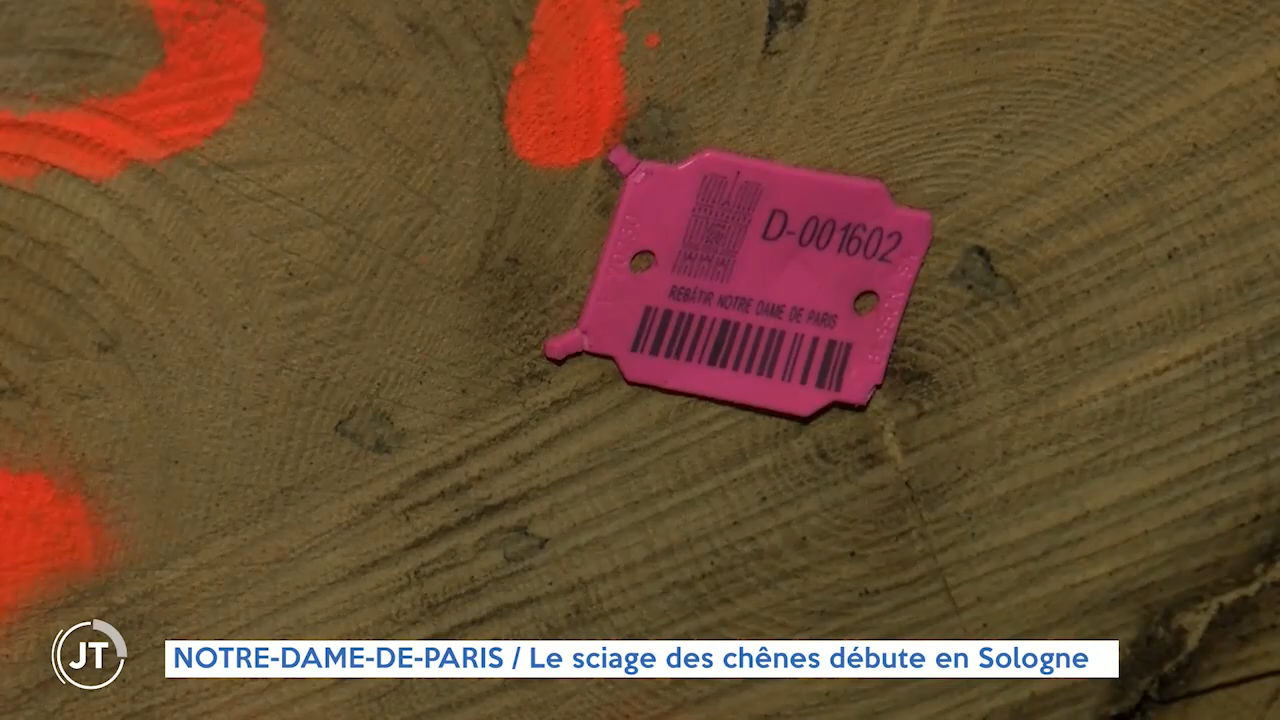 D-001602
REBÂTIR NOTRE DAME DE PARIS
JT
NOTRE-DAME-DE-PARIS / Le sciage des chênes débute en Sologne